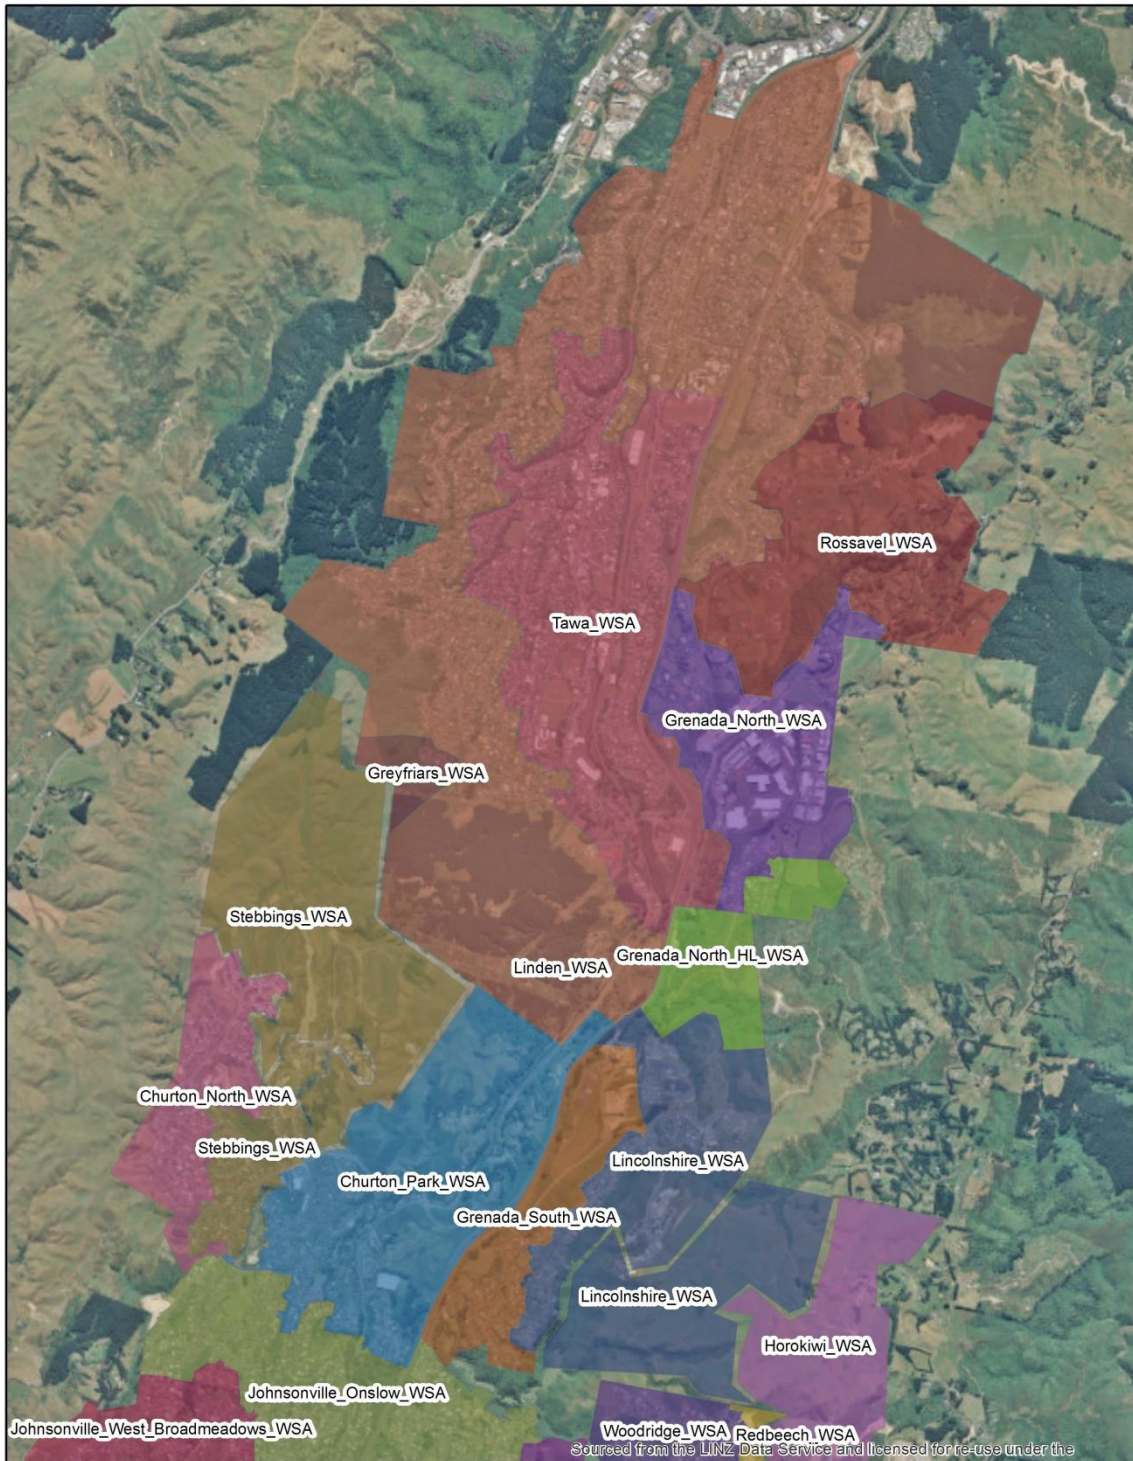 Rossavel_WSA
Tawa_WSA
Grenada_North_WSA
Greyfriars_WSA
Stebbings_WSA
Grenada_North_HL_WSA
Linden_WSA
Churton_North_WSA
Stebbings_WSA
Lincolnshire_WSA
Churton_Park_WSA
Grenada_South_WSA
Lincolnshire_WSA
Horokiwi_WSA
Johnsonville_Onslow_WSA
Johnsonville_West_Broadmeadows_WSA
Woodridge_WSA
Redbeech_WSA
Sourced from the LINZ Data Service and licensed for re-use under the